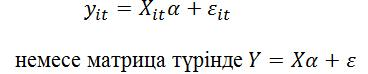 𝑦ᵢₜ = 𝑋ᵢₜ𝛼 + 𝜀ᵢₜ
немесе матрица түрінде 𝑌 = 𝑋𝛼 + 𝜀